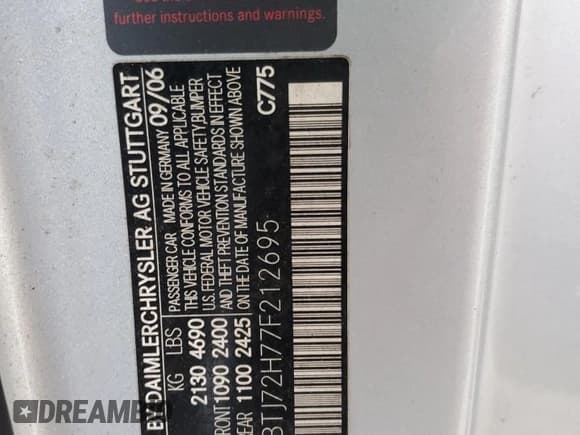 further instructions and warnings.
BY DAIMLERCHRYSLER AG STUTTGART
PASSENGER CAR MADE IN GERMANY 09/06
KG LBS THIS VEHICLE CONFORMS TO ALL APPLICABLE
2130 4690 U.S. FEDERAL MOTOR VEHICLE SAFETY, BUMPER
FRONT 1090 2400 AND THEFT PREVENTION STANDARDS IN EFFECT
REAR 1100 2425 ON THE DATE OF MANUFACTURE SHOWN ABOVE
C775
BTJ72H77F212695